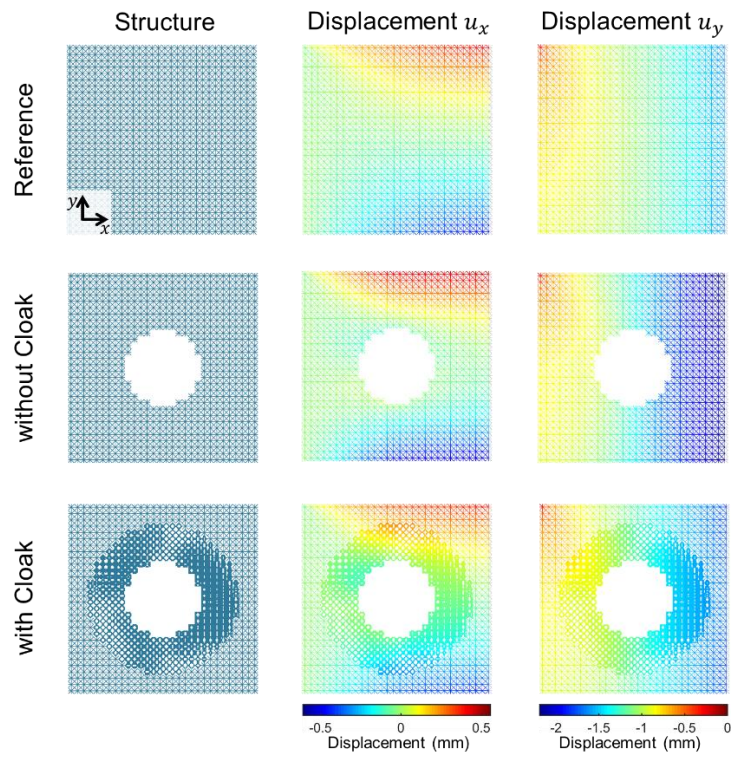 Structure
Displacement u_x
Displacement u_y
Reference
y
x
without Cloak
with Cloak
-0.5 0 0.5
Displacement (mm)
-2 -1.5 -1 -0.5 0
Displacement (mm)